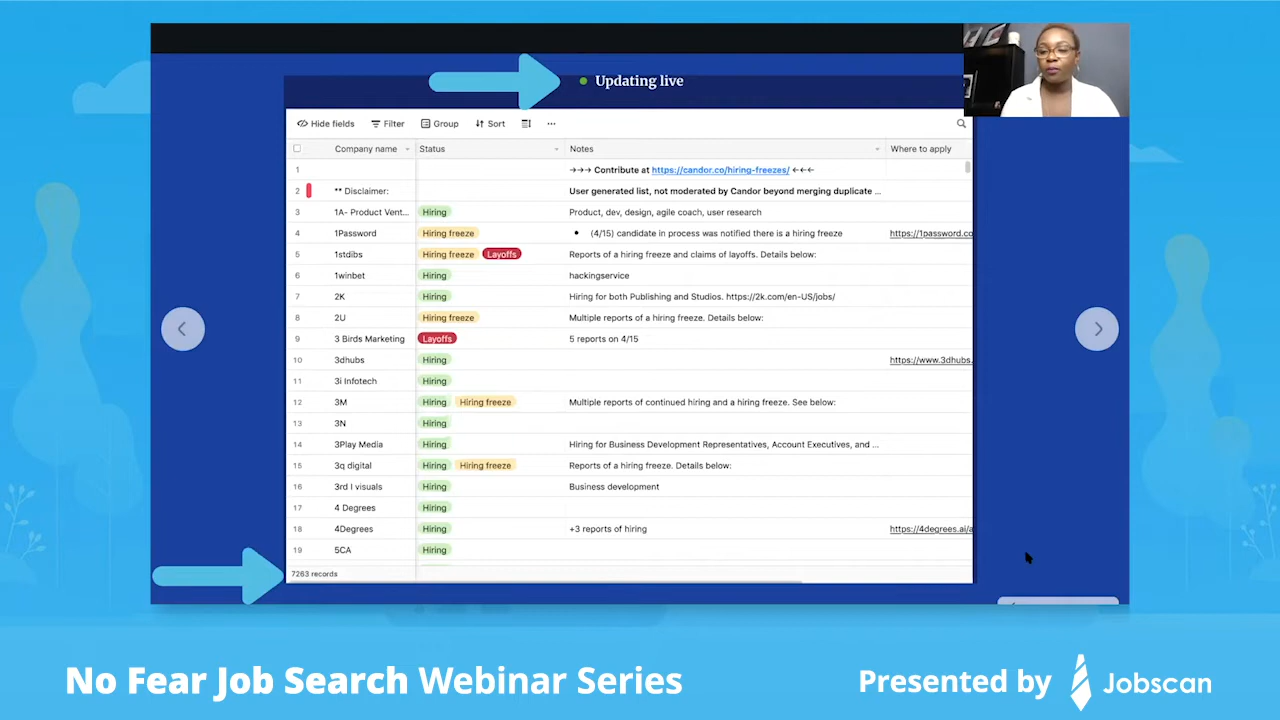 Updating live
Hide fields Filter Group Sort ...
Company name Status Notes Where to apply
1 →→→ Contribute at https://candor.co/hiring-freezes/ ←←←
2 ** Disclaimer: User generated list, not moderated by Candor beyond merging duplicate ...
3 1A- Product Vent... Hiring Product, dev, design, agile coach, user research
4 1Password Hiring freeze • (4/15) candidate in process was notified there is a hiring freeze https://1password.co
5 1stdibs Hiring freeze Layoffs Reports of a hiring freeze and claims of layoffs. Details below:
6 1winbet Hiring hackingservice
7 2K Hiring Hiring for both Publishing and Studios. https://2k.com/en-US/jobs/
8 2U Hiring freeze Multiple reports of a hiring freeze. Details below:
9 3 Birds Marketing Layoffs 5 reports on 4/15
10 3dhubs Hiring https://www.3dhubs.
11 3i Infotech Hiring
12 3M Hiring Hiring freeze Multiple reports of continued hiring and a hiring freeze. See below:
13 3N Hiring
14 3Play Media Hiring Hiring for Business Development Representatives, Account Executives, and ...
15 3q digital Hiring Hiring freeze Reports of a hiring freeze. Details below:
16 3rd I visuals Hiring Business development
17 4 Degrees Hiring
18 4Degrees Hiring +3 reports of hiring https://4degrees.ai/a
19 5CA Hiring
7263 records
No Fear Job Search Webinar Series
Presented by Jobscan